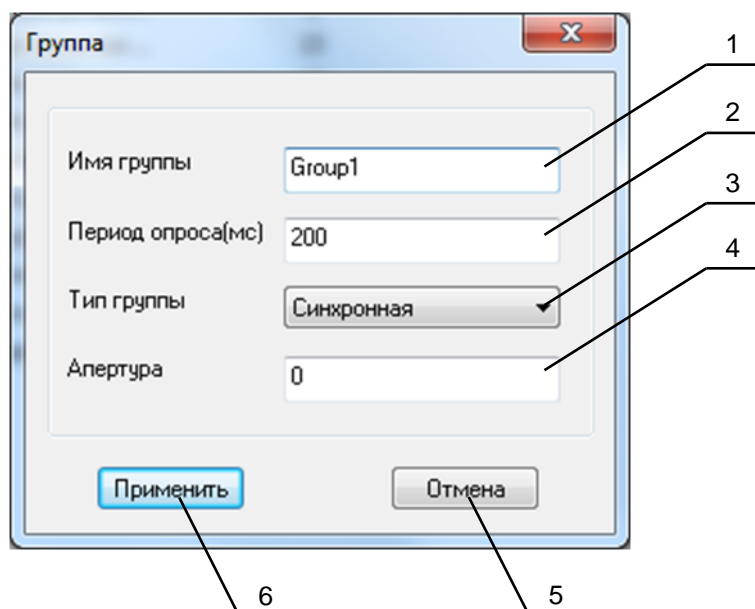 Группа
1
Имя группы Group1
2
Период опроса(мс) 200
3
Тип группы Синхронная
4
Апертура 0
Применить Отмена
6 5